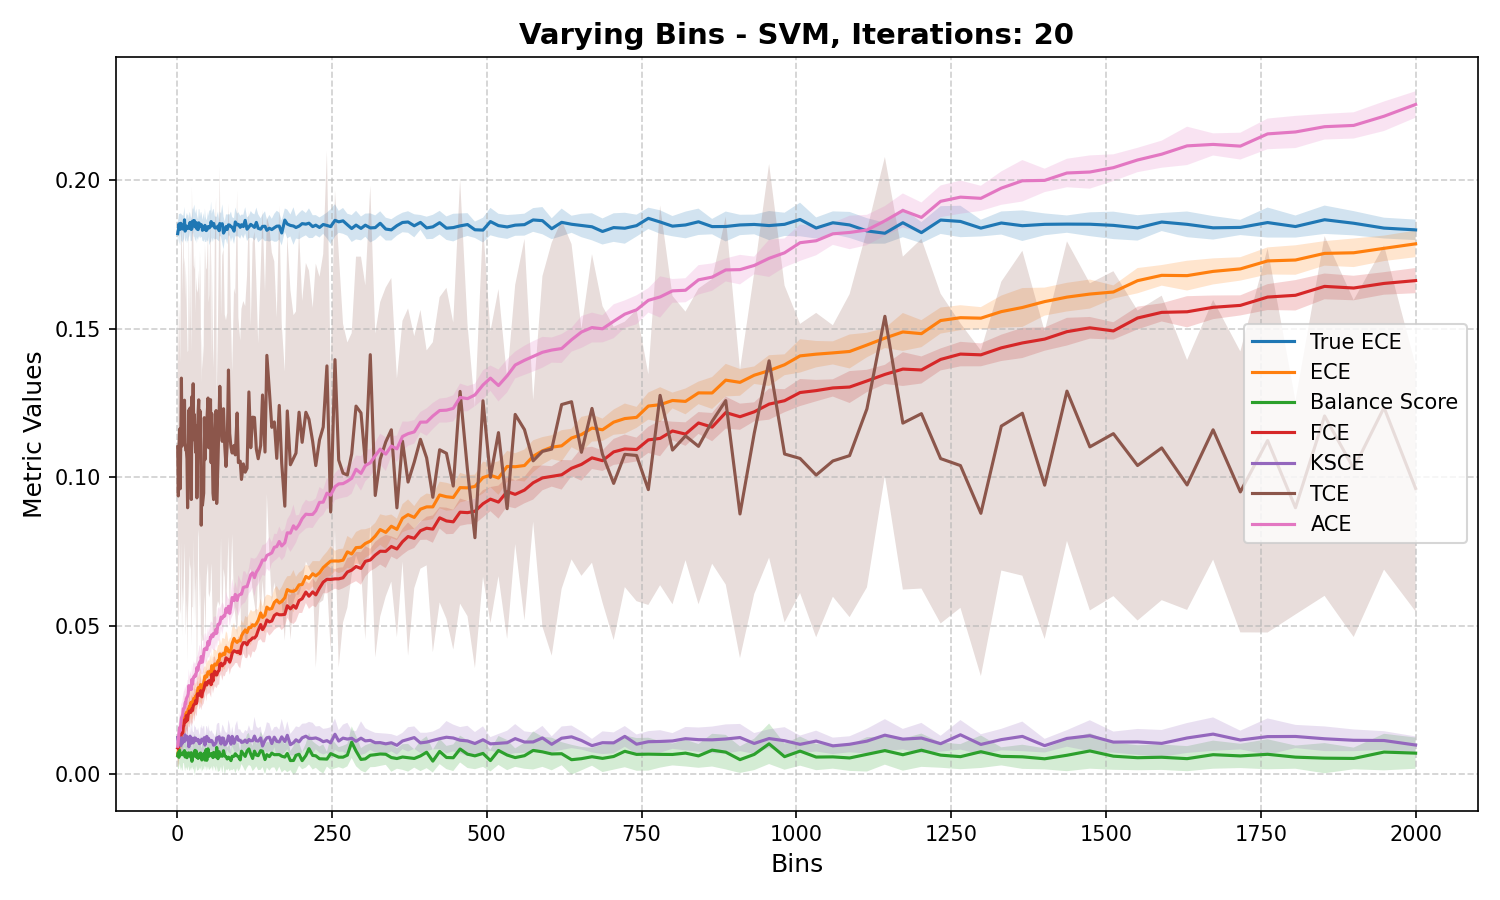 Varying Bins - SVM, Iterations: 20
Metric Values
0.20
0.15
0.10
0.05
0.00
True ECE
ECE
Balance Score
FCE
KSCE
TCE
ACE
0 250 500 750 1000 1250 1500 1750 2000
Bins